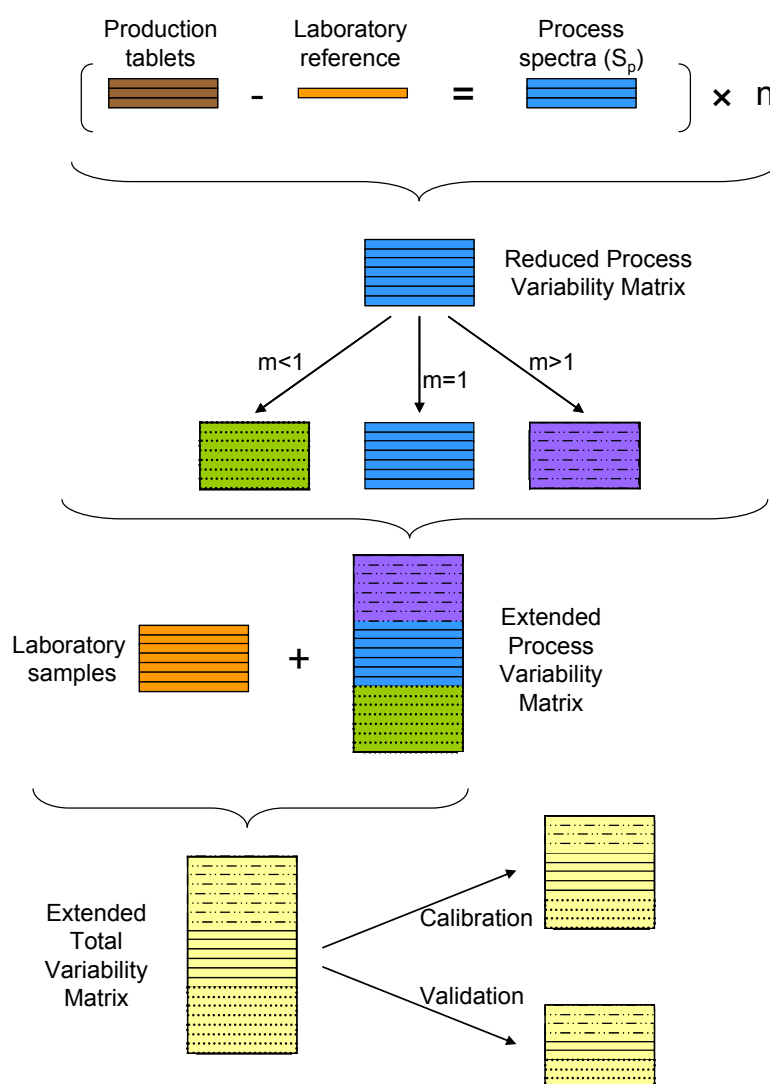 Production tablets
Laboratory reference
Process spectra (Sp)
- = × n
Reduced Process
Variability Matrix
m<1
m=1
m>1
Laboratory
samples
+
Extended
Process
Variability
Matrix
Extended
Total
Variability
Matrix
Calibration
Validation